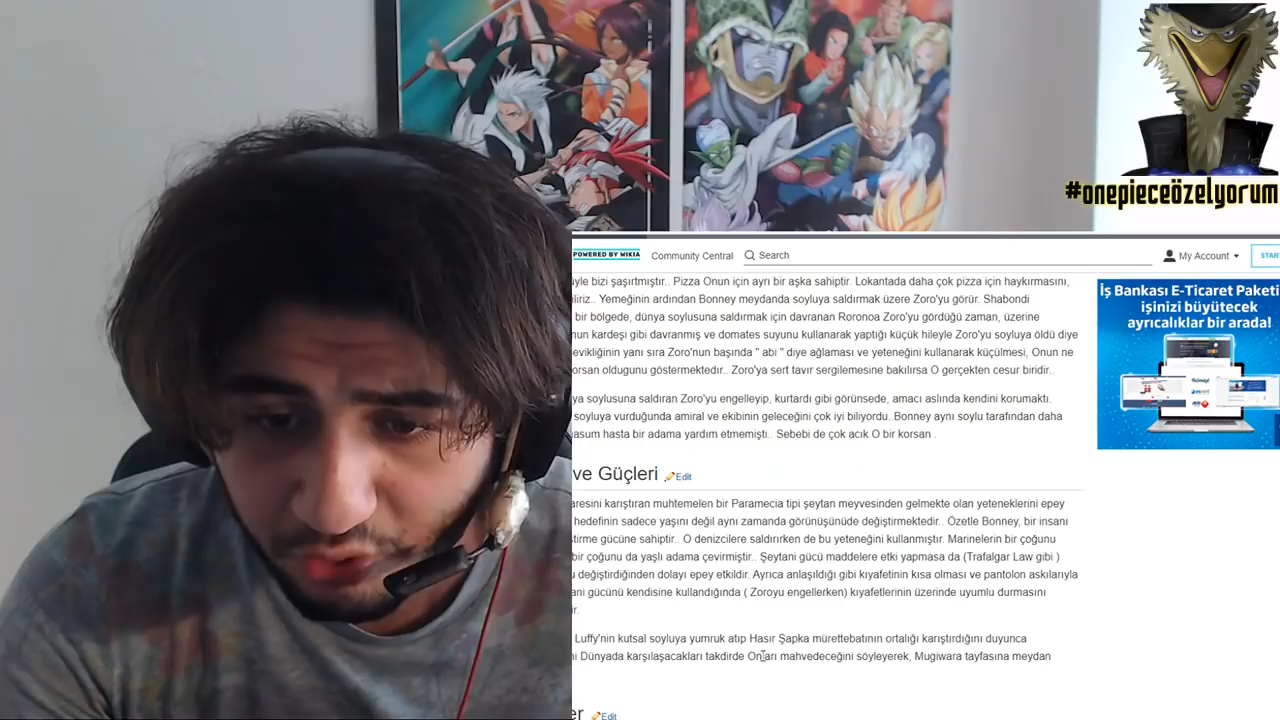 #onepieceözelyorum
POWERED BY WIKIA
Community Central
Search
My Account
START
iyle bizi şaşırtmıştır.. Pizza Onun için ayrı bir aşka sahiptir. Lokantada daha çok pizza için haykırmasını,
iliriz.. Yemeğinin ardından Bonney meydanda soyluya saldırmak üzere Zoro'yu görür. Shabondi
bir bölgede, dünya soylusuna saldırmak için davranan Roronoa Zoro'yu gördüğü zaman, üzerine
nun kardeşi gibi davranmış ve domates suyunu kullanarak yaptığı küçük hileyle Zoro'yu soyluya öldü diye
evikliğinin yanı sıra Zoro'nun başında " abi " diye ağlaması ve yeteneğini kullanarak küçülmesi, Onun ne
orsan oldugunu göstermektedir.. Zoro'ya sert tavır sergilemesine bakılırsa O gerçekten cesur biridir..
ya soylusuna saldıran Zoro'yu engelleyip, kurtardı gibi görünsede, amacı aslında kendini korumaktı.
soyluya vurduğunda amiral ve ekibinin geleceğini çok iyi biliyordu..Bonney aynı soylu tarafından daha
asum hasta bir adama yardım etmemişti.. Sebebi de çok acık O bir korsan .
İş Bankası E-Ticaret Paketi
işinizi büyütecek
ayrıcalıklar bir arada!
ve Güçleri Edit
aresini karıştıran muhtemelen bir Paramecia tipi şeytan meyvesinden gelmekte olan yeteneklerini epey
hedefinin sadece yaşını değil aynı zamanda görünüşünüde değiştirmektedir.. Özetle Bonney, bir insanı
ştirme gücüne sahiptir.. O denizcilere saldırırken de bu yeteneğini kullanmıştır. Marinelerin bir çoğunu
bir çoğunu da yaşlı adama çevirmiştir.. Şeytani gücü maddelere etki yapmasa da (Trafalgar Law gibi )
ı değiştirdiğinden dolayı epey etkildir. Ayrıca anlaşıldığı gibi kıyafetinin kısa olması ve pantolon askılarıyla
ani gücünü kendisine kullandığında ( Zoroyu engellerken) kıyafetlerinin üzerinde uyumlu durmasını
ir.
Luffy'nin kutsal soyluya yumruk atıp Hasır Şapka mürettebatının ortalığı karıştırdığını duyunca
ni Dünyada karşılaşacakları takdirde Onları mahvedeceğini söyleyerek, Mugiwara tayfasına meydan
er Edit